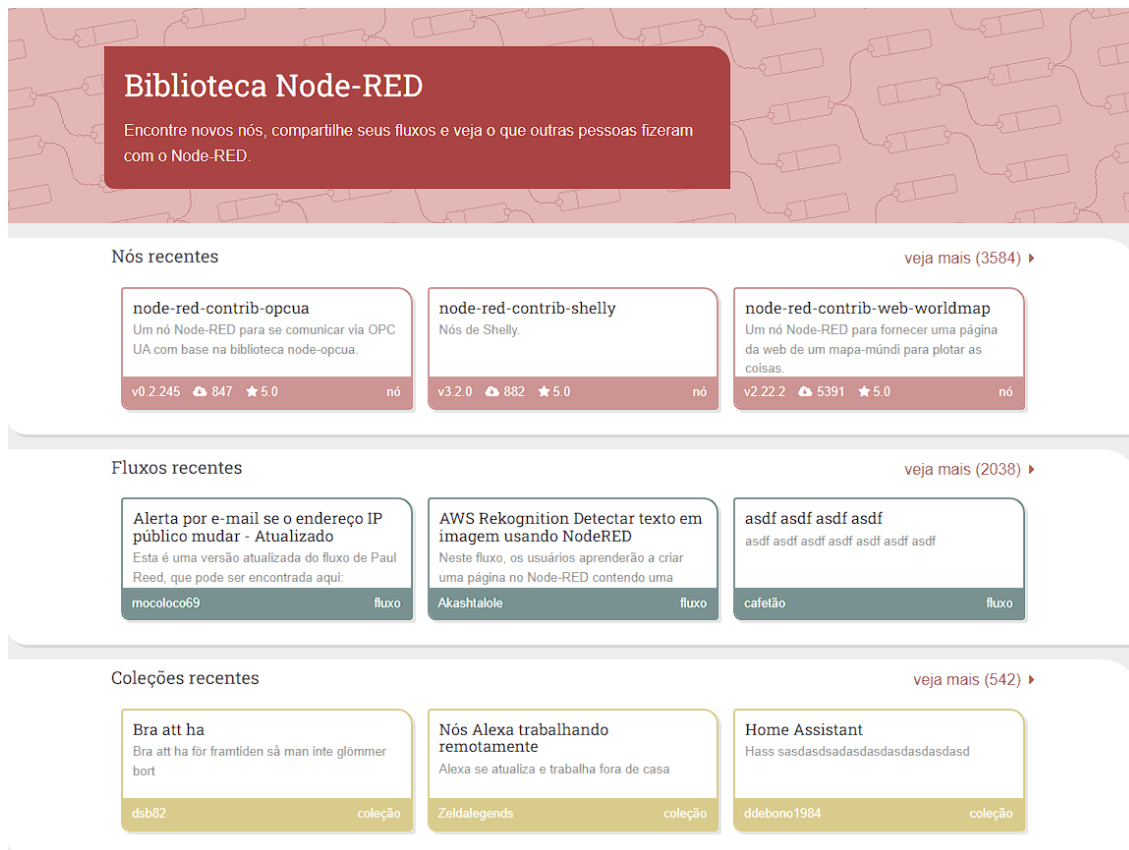 Biblioteca Node-RED
Encontre novos nós, compartilhe seus fluxos e veja o que outras pessoas fizeram
com o Node-RED.
Nós recentes
veja mais (3584)
node-red-contrib-opcua
Um nó Node-RED para se comunicar via OPC
UA com base na biblioteca node-opcua.
v0.2.245 847 5.0 nó
node-red-contrib-shelly
Nós de Shelly.
v3.2.0 882 5.0 nó
node-red-contrib-web-worldmap
Um nó Node-RED para fornecer uma página
da web de um mapa-múndi para plotar as
coisas.
v2.22.2 5391 5.0 nó
Fluxos recentes
veja mais (2038)
Alerta por e-mail se o endereço IP
público mudar - Atualizado
Esta é uma versão atualizada do fluxo de Paul
Reed, que pode ser encontrada aqui:
mocoloco69 fluxo
AWS Rekognition Detectar texto em
imagem usando NodeRED
Neste fluxo, os usuários aprenderão a criar
uma página no Node-RED contendo uma
Akashtalole fluxo
asdf asdf asdf asdf
asdf asdf asdf asdf asdf asdf asdf
cafetão fluxo
Coleções recentes
veja mais (542)
Bra att ha
Bra att ha för framtiden så man inte glömmer
bort
dsb82 coleção
Nós Alexa trabalhando
remotamente
Alexa se atualiza e trabalha fora de casa
Zeldalegends coleção
Home Assistant
Hass sasdasdsadasdasdasdasdasdasd
ddebono1984 coleção